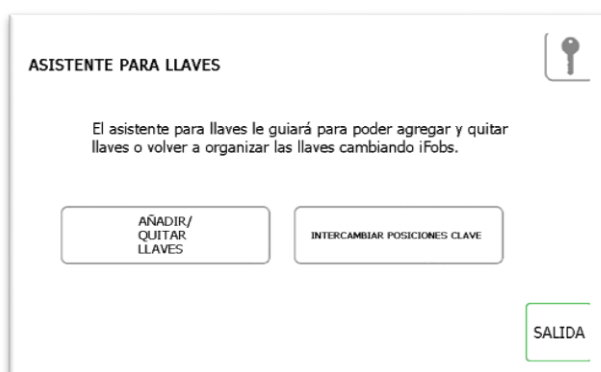 ASISTENTE PARA LLAVES
El asistente para llaves le guiará para poder agregar y quitar
llaves o volver a organizar las llaves cambiando iFobs.
AÑADIR/
QUITAR
LLAVES
INTERCAMBIAR POSICIONES CLAVE
SALIDA